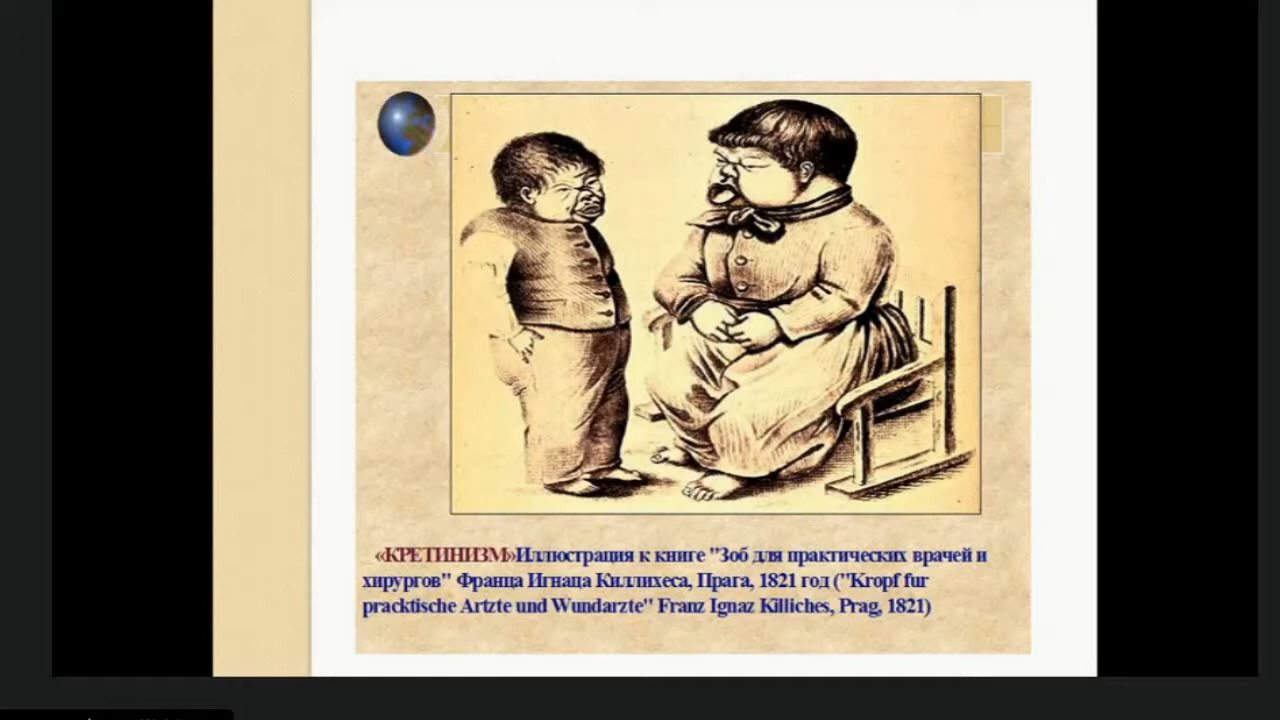 «КРЕТИНИЗМ»Иллюстрация к книге "Зоб для практических врачей и
хирургов" Франца Игнаца Киллихеса, Прага, 1821 год ("Kropf fur
pracktische Artzte und Wundarzte" Franz Ignaz Killiches, Prag, 1821)